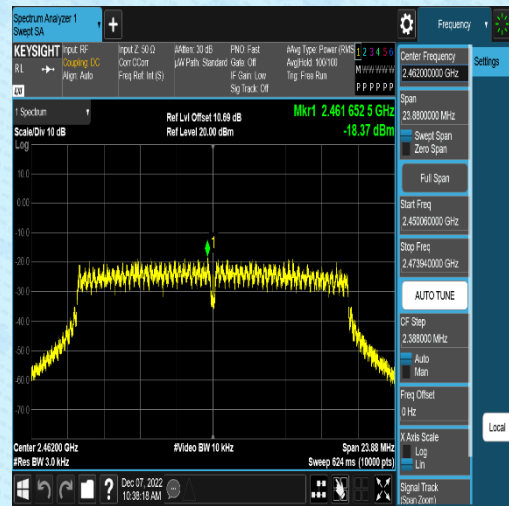 Spectrum Analyzer 1
Swept SA
+
Frequency
KEYSIGHT
RL
LXI
Input: RF
Coupling: DC
Align: Auto
Input Z: 50 Ω
Corr CCorr
Freq Ref: Int (S)
#Atten: 30 dB
µW Path: Standard
PNO: Fast
Gate: Off
IF Gain: Low
Sig Track: Off
#Avg Type: Power (RMS)
Avg|Hold: 100/100
Trig: Free Run
1 2 3 4 5 6
M W W W W W
P P P P P P
1 Spectrum
Scale/Div 10 dB
Log
Ref Lvl Offset 10.69 dB
Ref Level 20.00 dBm
Mkr1 2.461 652 5 GHz
-18.37 dBm
10.0
0.00
-10.0
-20.0
-30.0
-40.0
-50.0
-60.0
-70.0
1
Center 2.46200 GHz
#Res BW 3.0 kHz
#Video BW 10 kHz
Span 23.88 MHz
Sweep 624 ms (10000 pts)
Dec 07, 2022
10:38:18 AM
?
Center Frequency
2.462000000 GHz
Span
23.8800000 MHz
Swept Span
Zero Span
Full Span
Start Freq
2.450060000 GHz
Stop Freq
2.473940000 GHz
AUTO TUNE
CF Step
2.388000 MHz
Auto
Man
Freq Offset
0 Hz
X Axis Scale
Log
Lin
Signal Track
(Span Zoom)
Settings
Local